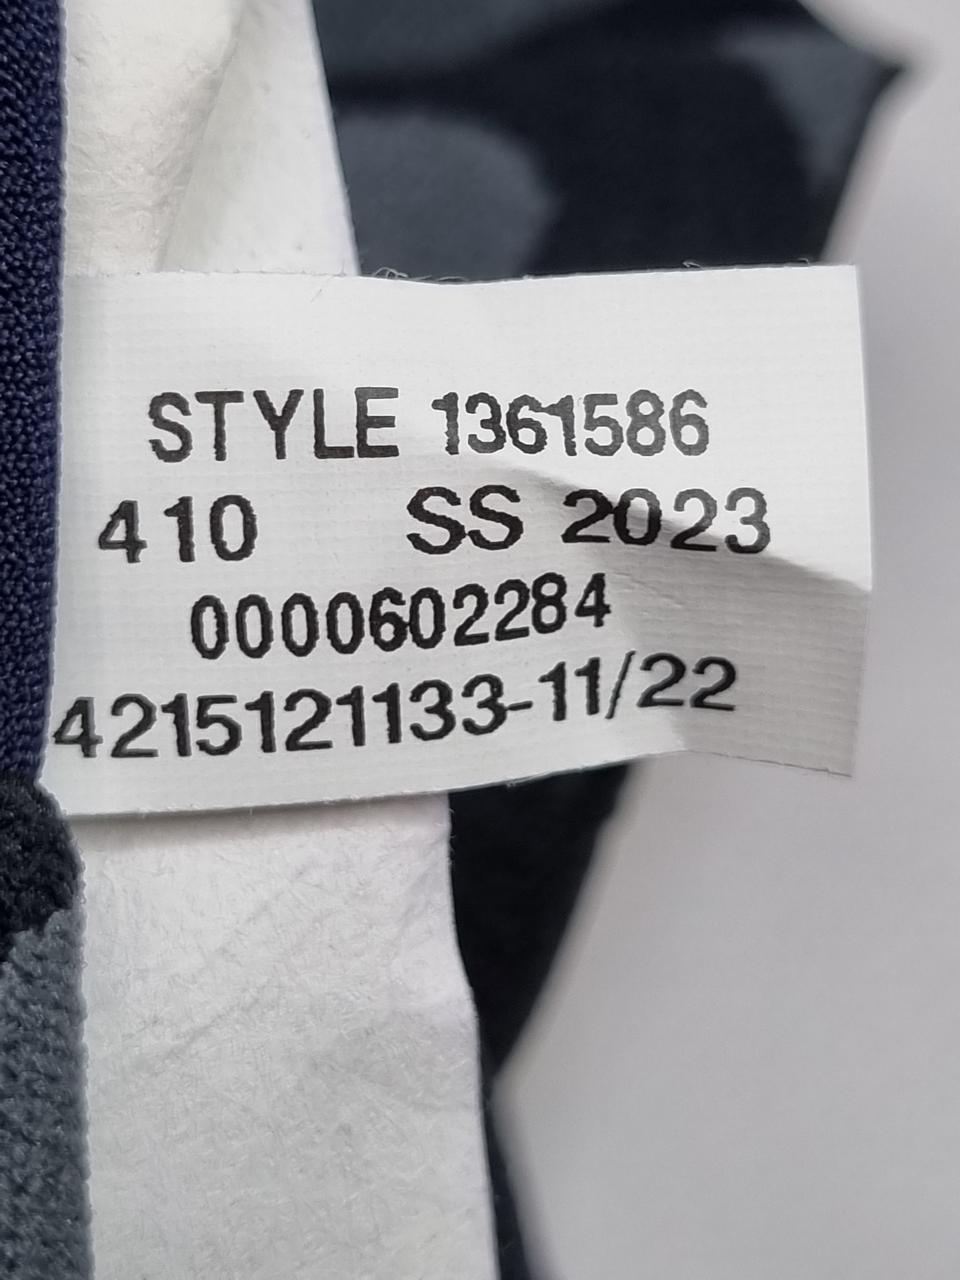 STYLE 1361586
410 SS 2023
0000602284
4215121133-11/22